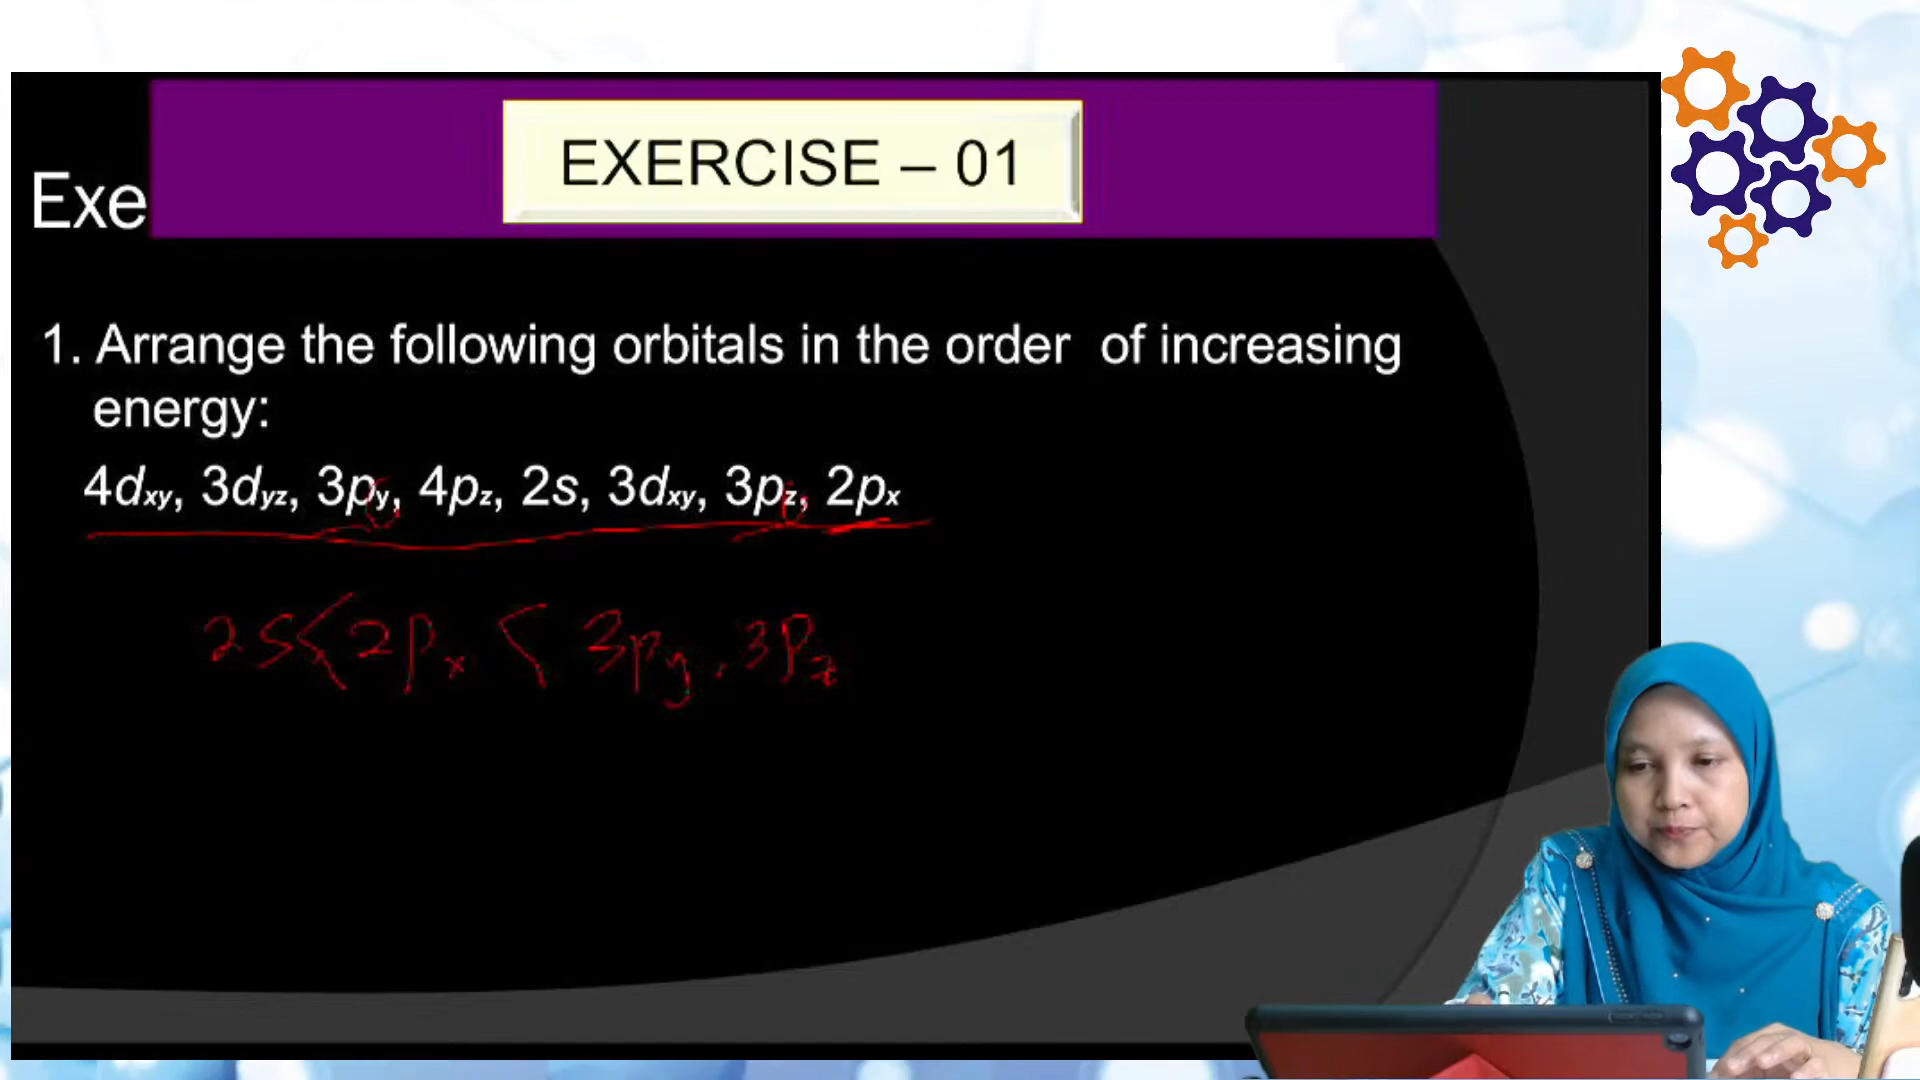 EXERCISE – 01
Exe
1. Arrange the following orbitals in the order of increasing
energy:
4dxy, 3dyz, 3py, 4pz, 2s, 3dxy, 3pz, 2px
2s < 2px < 3py, 3pz